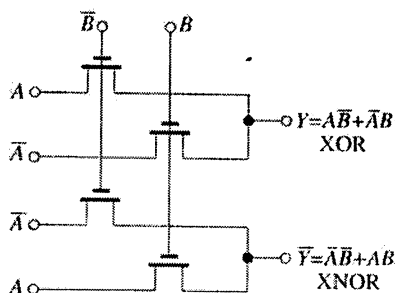 B̅ B
A
A̅
Y=AB̅+A̅B
XOR
A̅
Y̅=A̅B̅+AB
XNOR
A